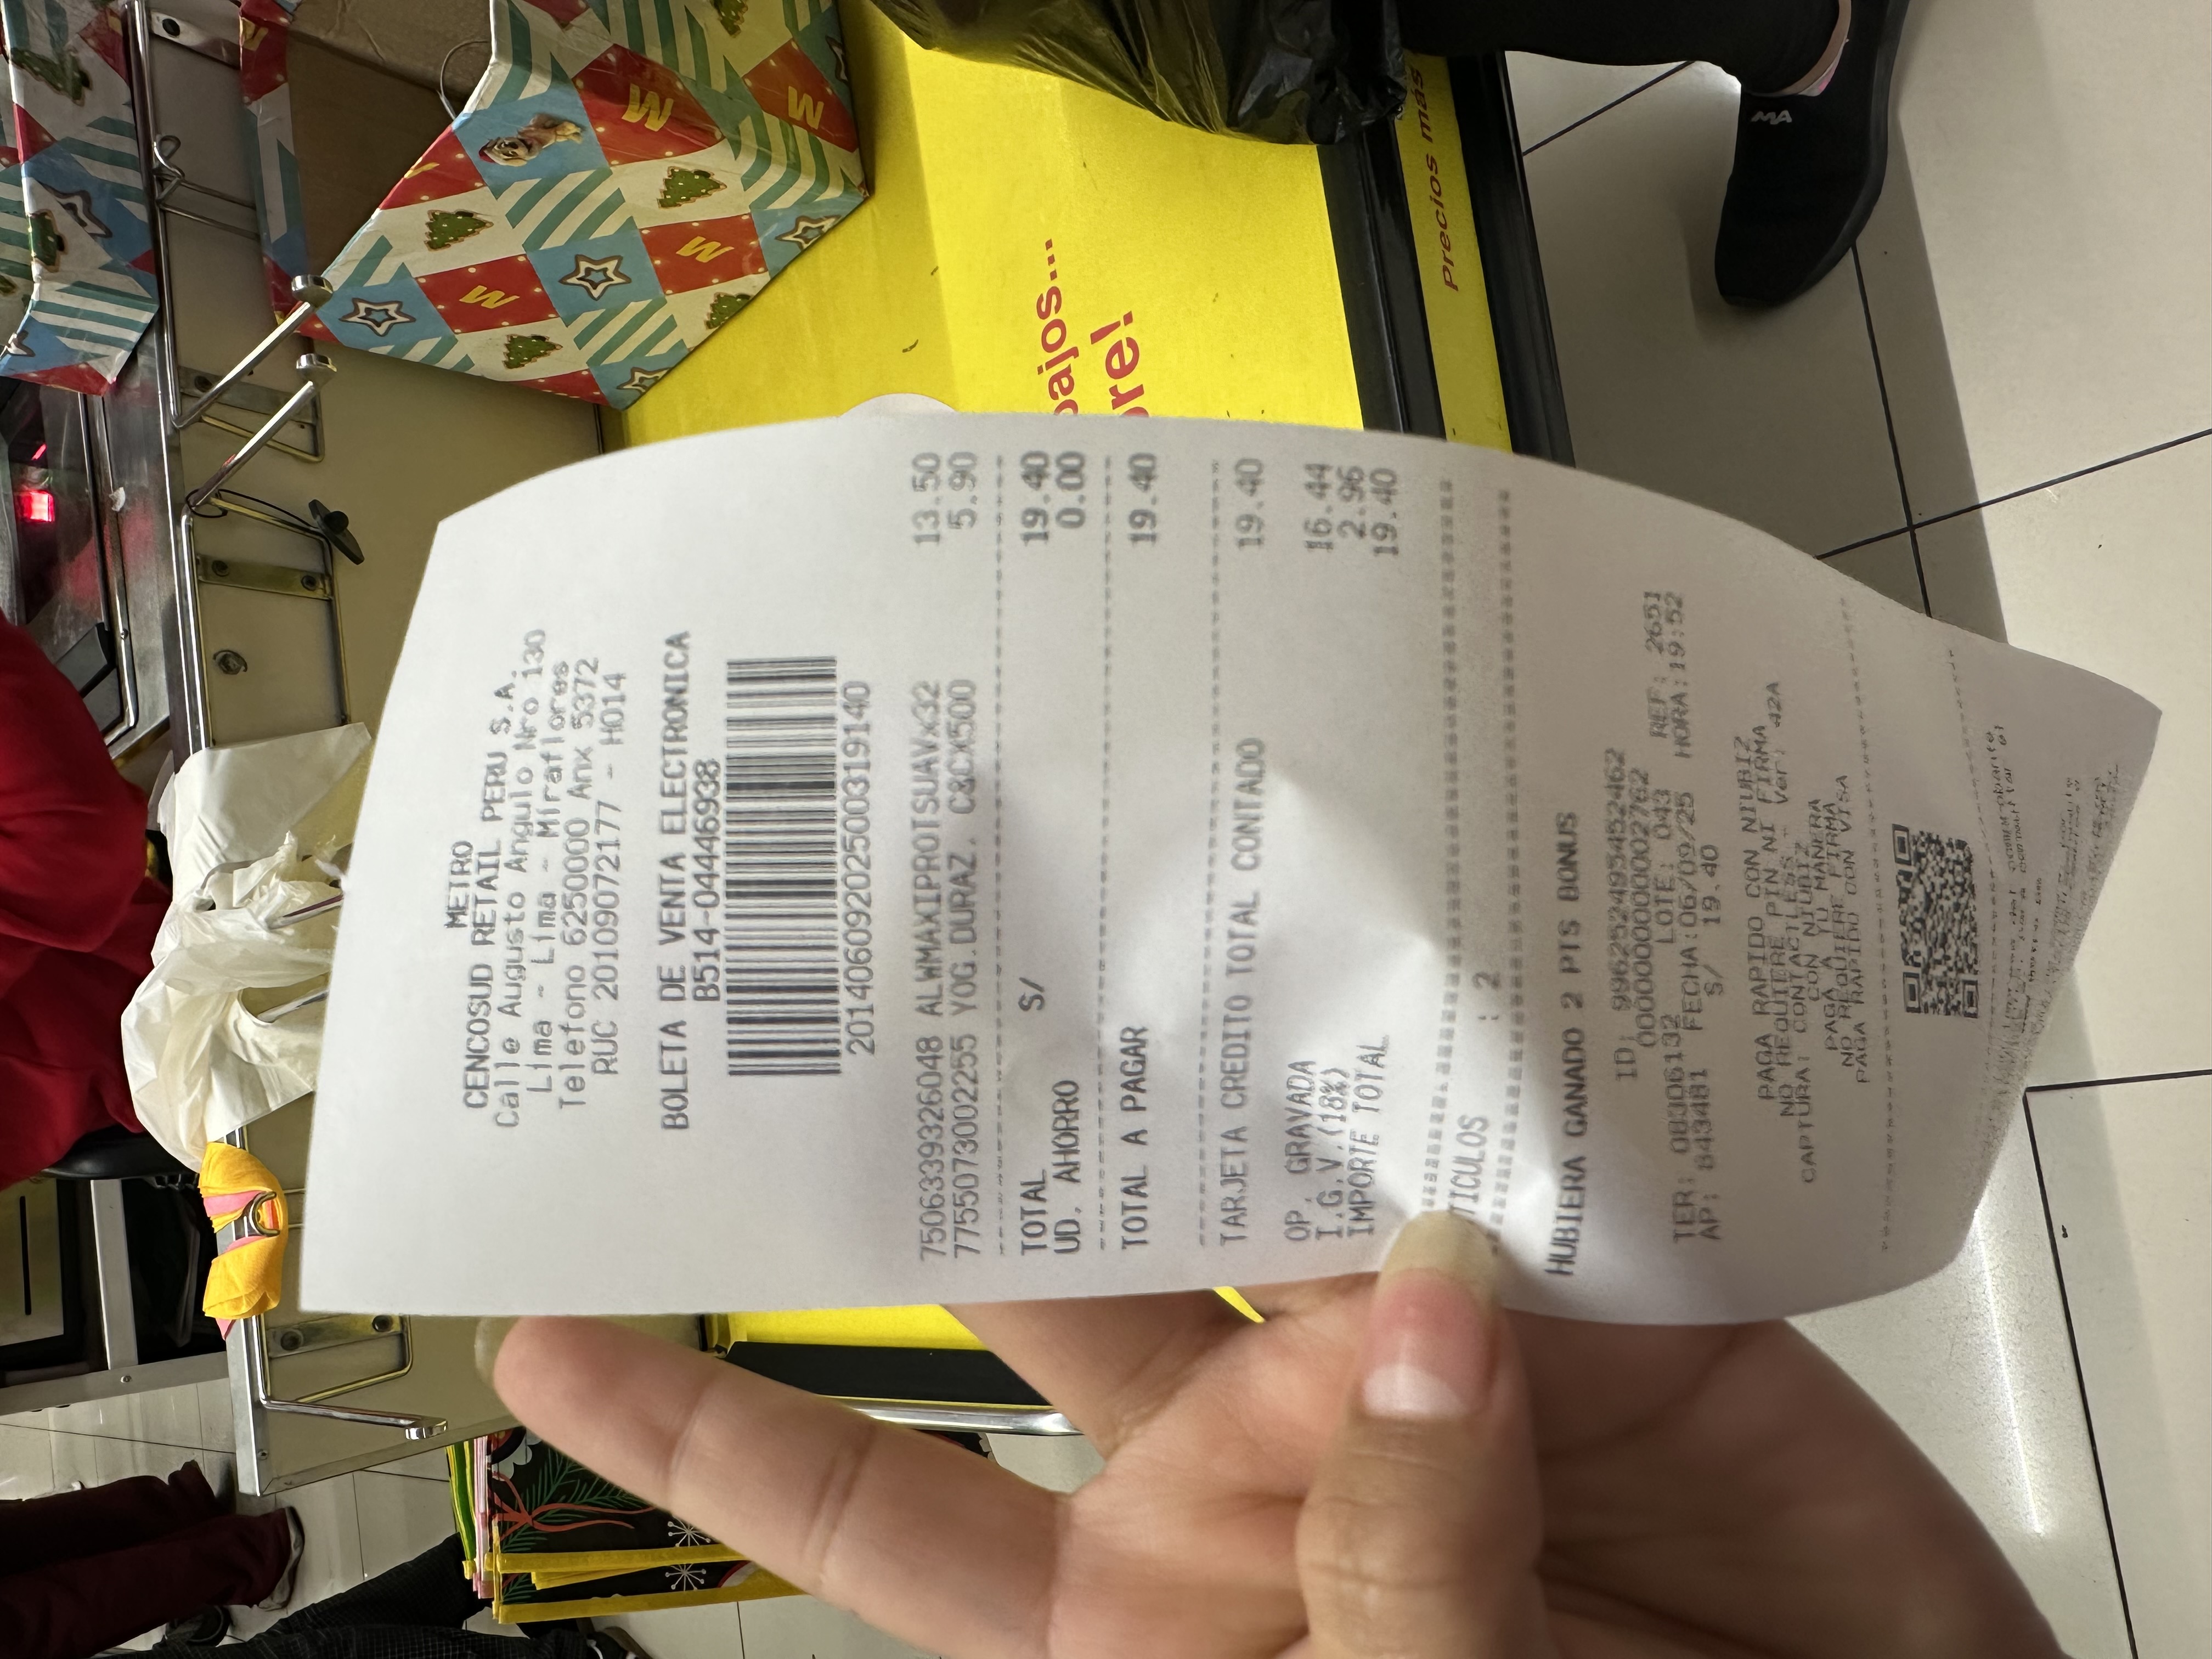 METRO
CENCOSUD RETAIL PERU S.A.
Calle Augusto Angulo Nro 130
Lima - Lima - Miraflores
Telefono 6250000 Anx 5372
RUC 20109072177 - H014
BOLETA DE VENTA ELECTRONICA
B514-04446938
20140609202500319140
7506339326048 ALWMAXIPROTSUAVx32 13.50
7755073002255 YOG.DURAZ. C&CX500 5.90
TOTAL S/ 19.40
UD. AHORRO 0.00
TOTAL A PAGAR 19.40
TARJETA CREDITO TOTAL CONTADO 19.40
OP. GRAVADA 16.44
I.G.V.(18%) 2.96
IMPORTE TOTAL 19.40
TICULOS : 2
HUBIERA GANADO 2 PTS BONUS
ID: 996252495452462
0000000000002762
TER: 08306132 LOTE: 043 REF: 2651
AP: 843481 FECHA:06/09/25 HORA:19:52
S/ 19.40
PAGA RAPIDO CON NIUBIZ
NO REQUIERE PIN NI FIRMA
CAPTURA: CONTACTLESS - Ver: 42A
CON NIUBIZ
PAGA A TU MANERA
NO REQUIERE FIRMA
PAGA RAPIDO CON VISA
bajos...
re!
Precios más
M
M
M
M